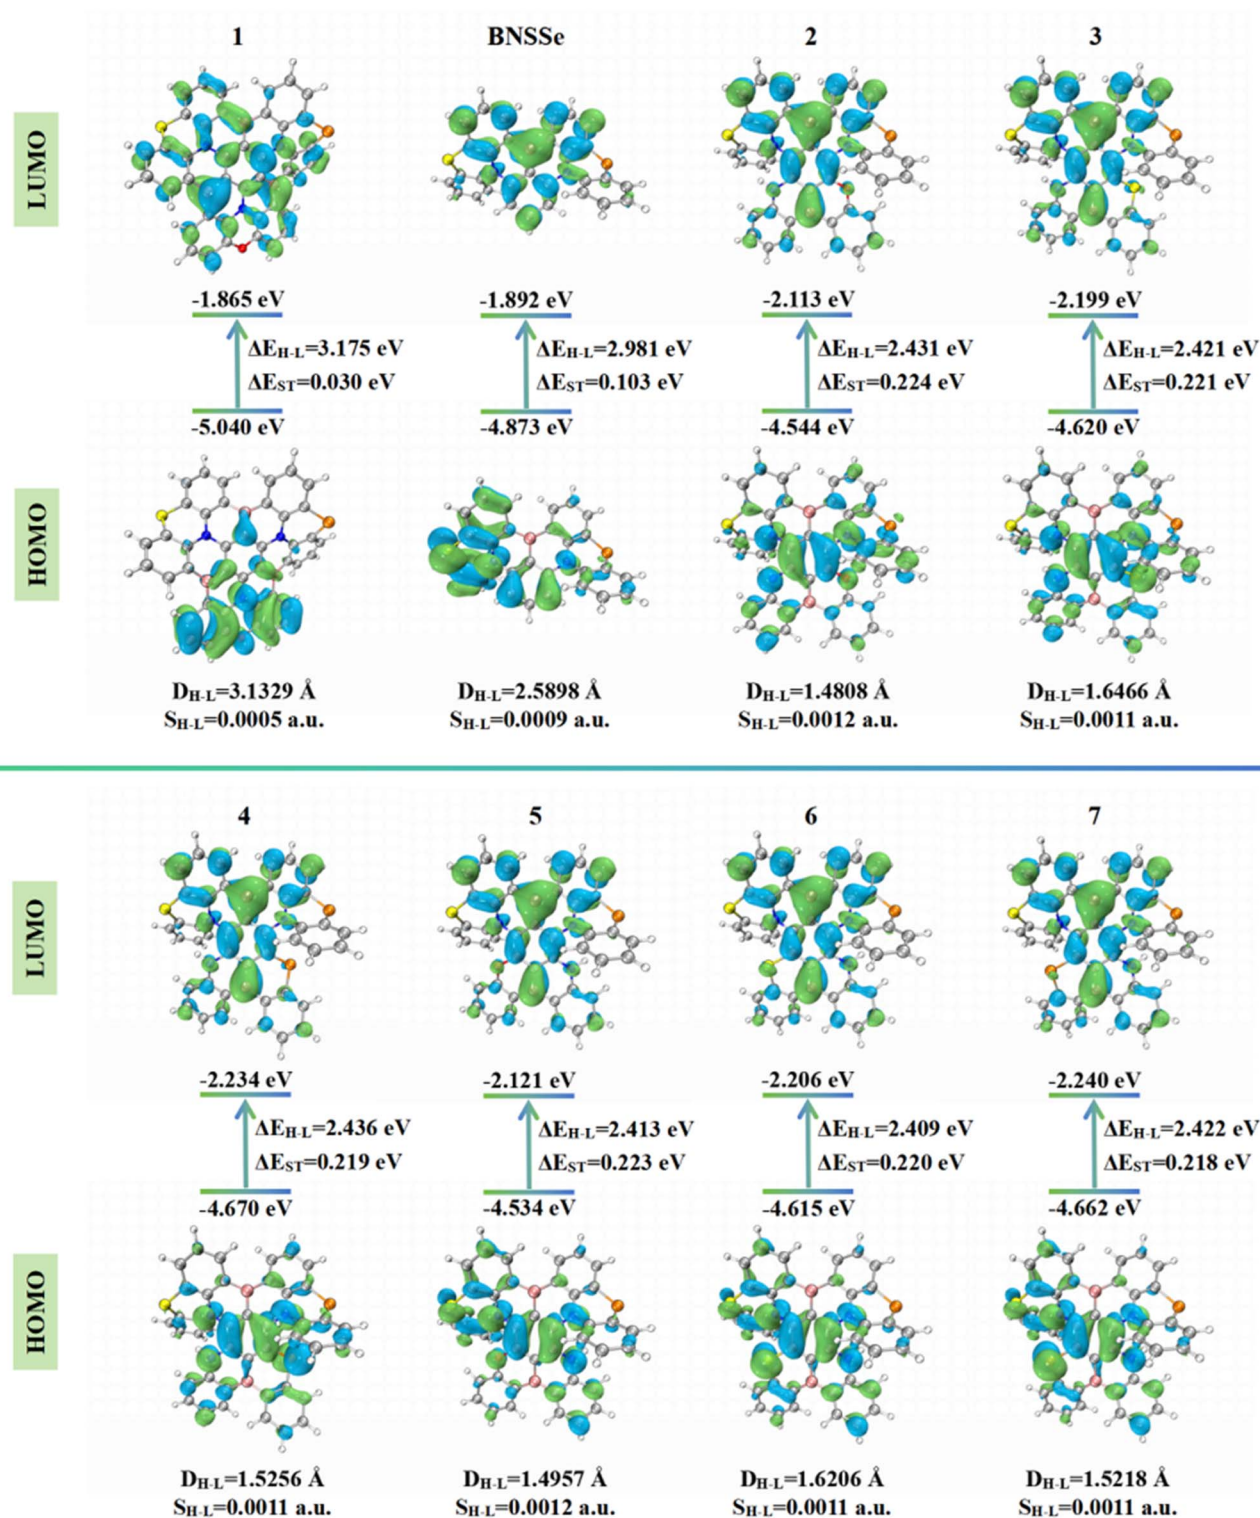 1 BNSSe 2 3
LUMO
-1.865 eV -1.892 eV -2.113 eV -2.199 eV
ΔEH-L=3.175 eV ΔEH-L=2.981 eV ΔEH-L=2.431 eV ΔEH-L=2.421 eV
ΔEST=0.030 eV ΔEST=0.103 eV ΔEST=0.224 eV ΔEST=0.221 eV
-5.040 eV -4.873 eV -4.544 eV -4.620 eV
HOMO
DH-L=3.1329 Å DH-L=2.5898 Å DH-L=1.4808 Å DH-L=1.6466 Å
SH-L=0.0005 a.u. SH-L=0.0009 a.u. SH-L=0.0012 a.u. SH-L=0.0011 a.u.
4 5 6 7
LUMO
-2.234 eV -2.121 eV -2.206 eV -2.240 eV
ΔEH-L=2.436 eV ΔEH-L=2.413 eV ΔEH-L=2.409 eV ΔEH-L=2.422 eV
ΔEST=0.219 eV ΔEST=0.223 eV ΔEST=0.220 eV ΔEST=0.218 eV
-4.670 eV -4.534 eV -4.615 eV -4.662 eV
HOMO
DH-L=1.5256 Å DH-L=1.4957 Å DH-L=1.6206 Å DH-L=1.5218 Å
SH-L=0.0011 a.u. SH-L=0.0012 a.u. SH-L=0.0011 a.u. SH-L=0.0011 a.u.